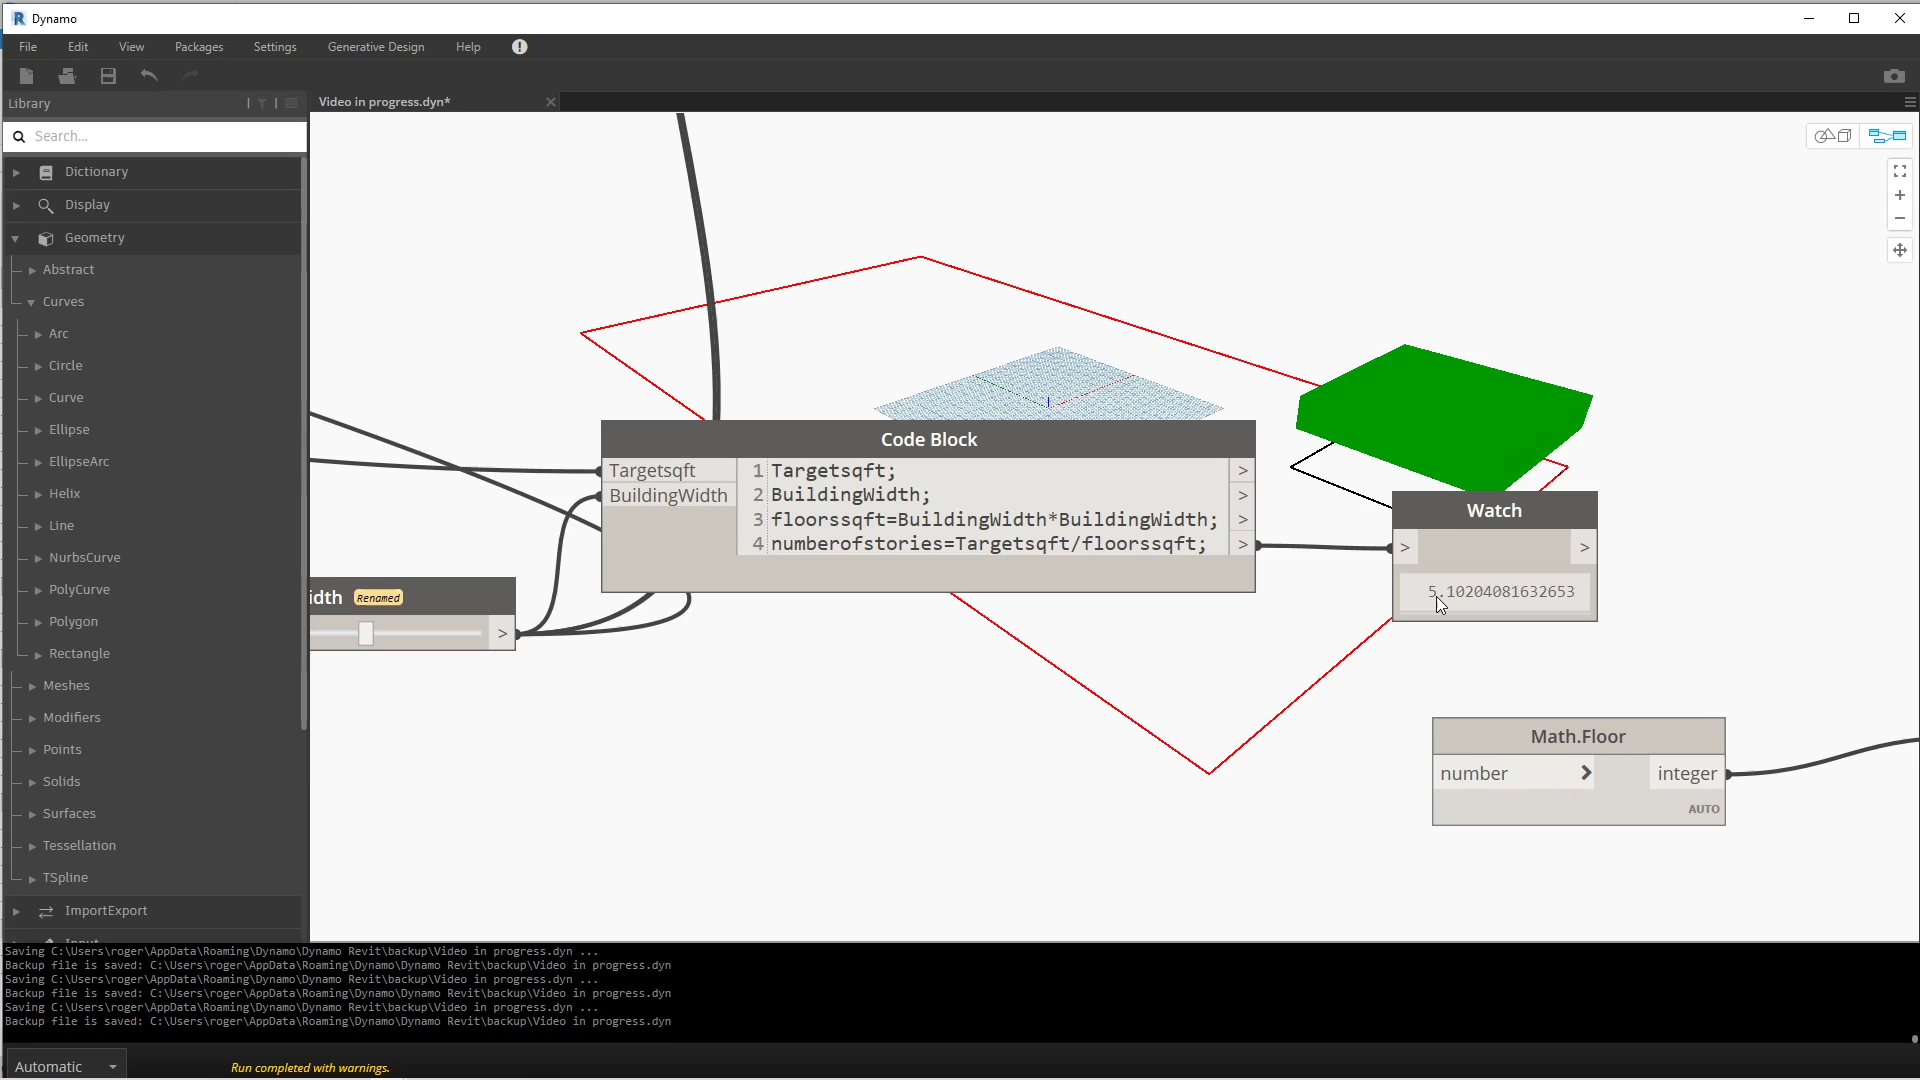 Dynamo
File Edit View Packages Settings Generative Design Help
Library
Video in progress.dyn*
Search...
Dictionary
Display
Geometry
Abstract
Curves
Arc
Circle
Curve
Ellipse
EllipseArc
Helix
Line
NurbsCurve
PolyCurve
Polygon
Rectangle
Meshes
Modifiers
Points
Solids
Surfaces
Tessellation
TSpline
ImportExport
Code Block
Targetsqft
BuildingWidth
1 Targetsqft;
2 BuildingWidth;
3 floorssqft=BuildingWidth*BuildingWidth;
4 numberofstories=Targetsqft/floorssqft;
>
>
>
>
Watch
> >
5.10204081632653
idth Renamed
>
Math.Floor
number integer
AUTO
Saving C:\Users\roger\AppData\Roaming\Dynamo\Dynamo Revit\backup\Video in progress.dyn ...
Backup file is saved: C:\Users\roger\AppData\Roaming\Dynamo\Dynamo Revit\backup\Video in progress.dyn
Saving C:\Users\roger\AppData\Roaming\Dynamo\Dynamo Revit\backup\Video in progress.dyn ...
Backup file is saved: C:\Users\roger\AppData\Roaming\Dynamo\Dynamo Revit\backup\Video in progress.dyn
Saving C:\Users\roger\AppData\Roaming\Dynamo\Dynamo Revit\backup\Video in progress.dyn ...
Backup file is saved: C:\Users\roger\AppData\Roaming\Dynamo\Dynamo Revit\backup\Video in progress.dyn
Automatic
Run completed with warnings.